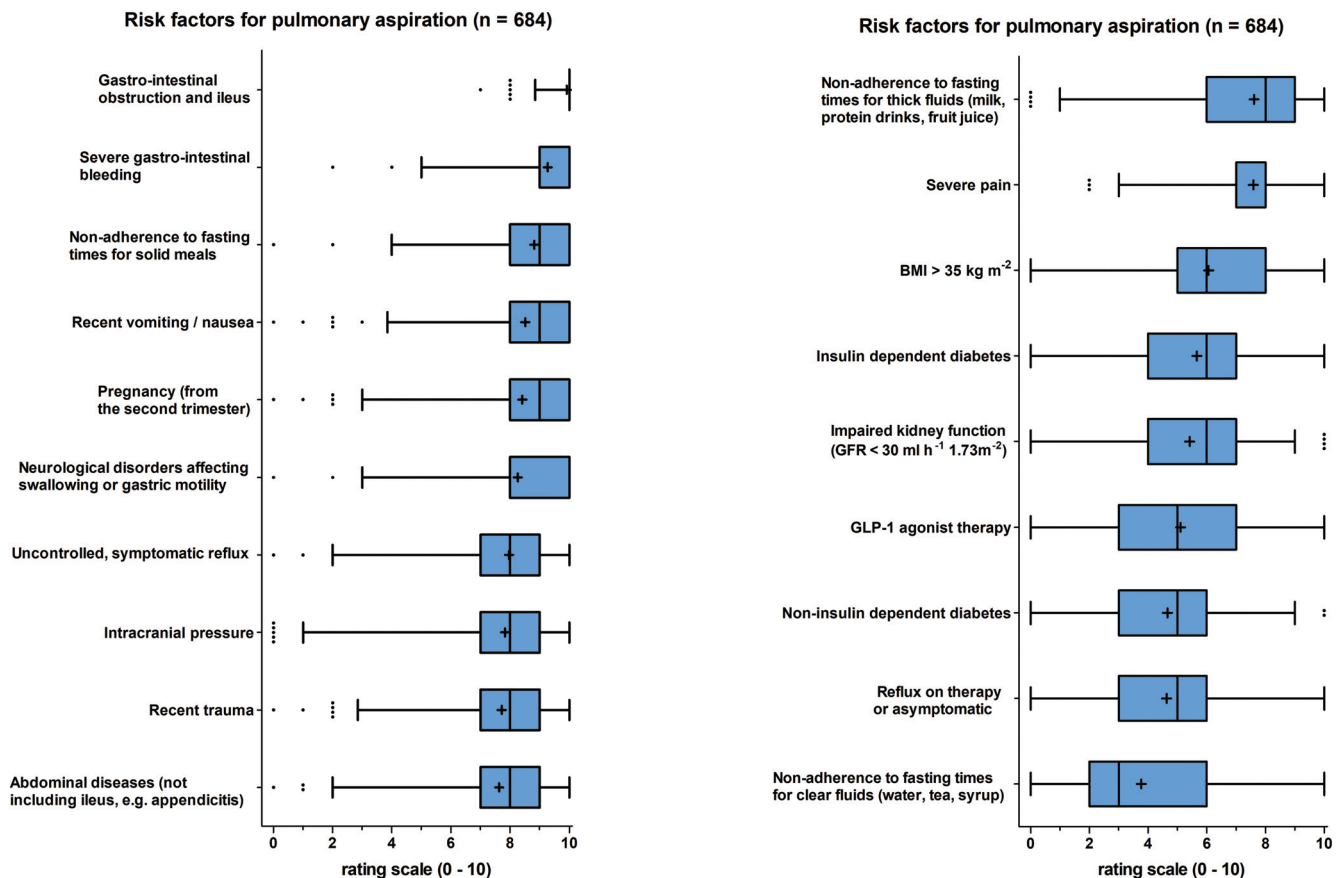 Risk factors for pulmonary aspiration (n = 684)
Gastro-intestinal
obstruction and ileus
Severe gastro-intestinal
bleeding
Non-adherence to fasting
times for solid meals
Recent vomiting / nausea
Pregnancy (from
the second trimester)
Neurological disorders affecting
swallowing or gastric motility
Uncontrolled, symptomatic reflux
Intracranial pressure
Recent trauma
Abdominal diseases (not
including ileus, e.g. appendicitis)
0 2 4 6 8 10
rating scale (0 - 10)
Risk factors for pulmonary aspiration (n = 684)
Non-adherence to fasting
times for thick fluids (milk,
protein drinks, fruit juice)
Severe pain
BMI > 35 kg m⁻²
Insulin dependent diabetes
Impaired kidney function
(GFR < 30 ml h⁻¹ 1.73m⁻²)
GLP-1 agonist therapy
Non-insulin dependent diabetes
Reflux on therapy
or asymptomatic
Non-adherence to fasting times
for clear fluids (water, tea, syrup)
0 2 4 6 8 10
rating scale (0 - 10)